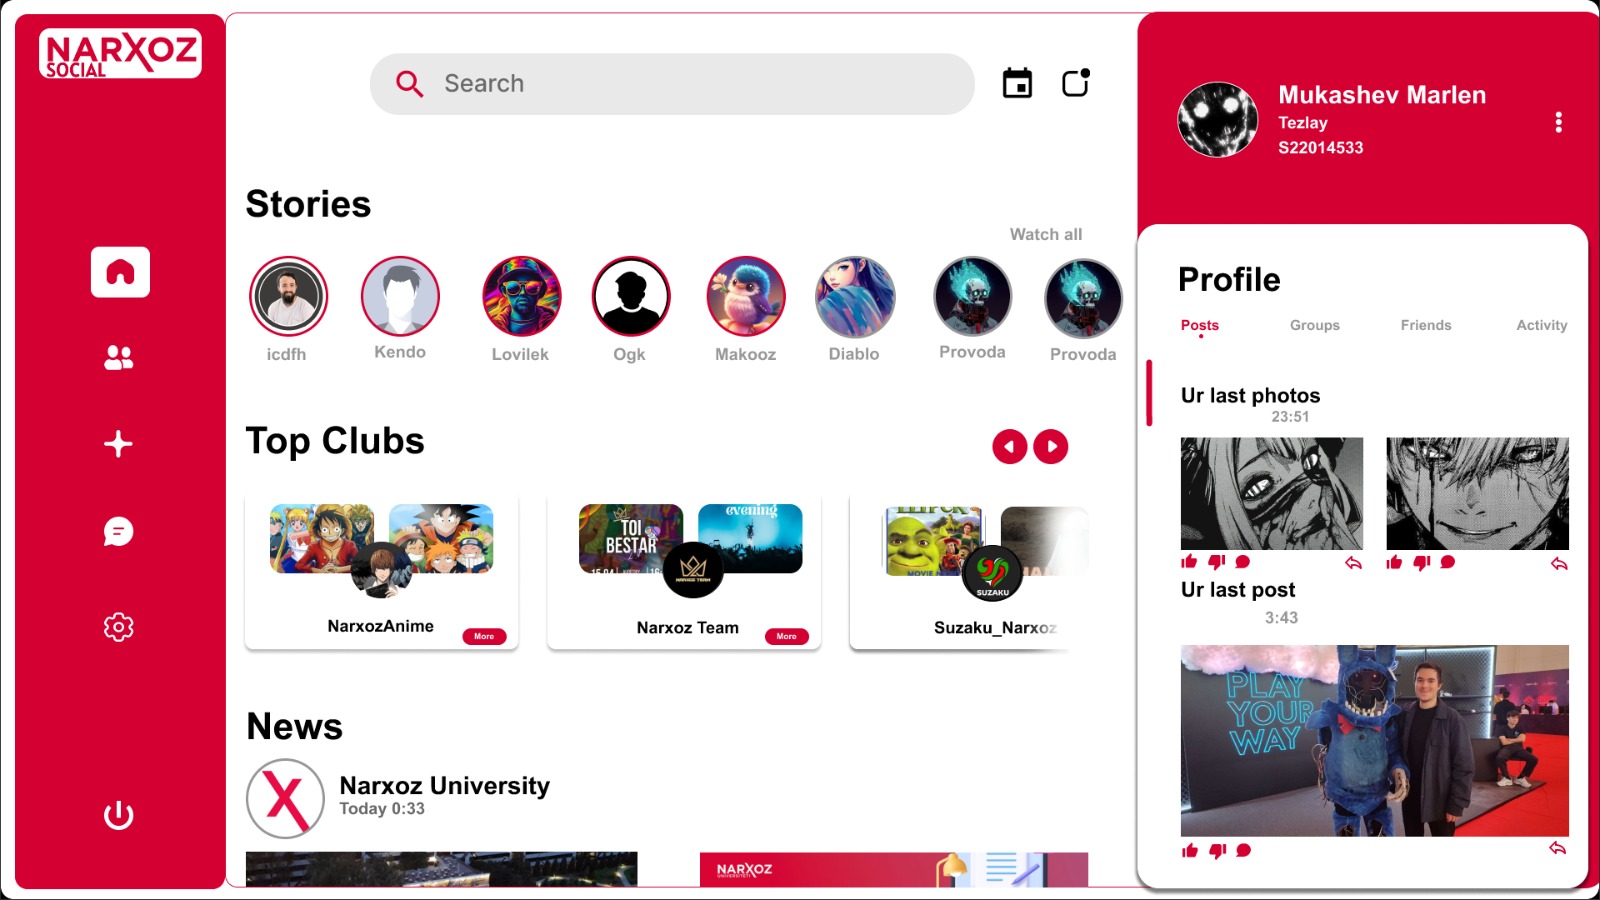 NARXOZ
SOCIAL
Search
Mukashev Marlen
Tezlay
S22014533
Stories
Watch all
icdfh
Kendo
Lovilek
Ogk
Makooz
Diablo
Provoda
Provoda
Top Clubs
TOI
BESTAR
evening
NARXOZ TEAM
SUZAKU
NarxozAnime
More
Narxoz Team
More
Suzaku_Narxoz
News
Narxoz University
Today 0:33
NARXOZ
Profile
Posts
Groups
Friends
Activity
Ur last photos
23:51
Ur last post
3:43
PLAY
YOUR
WAY